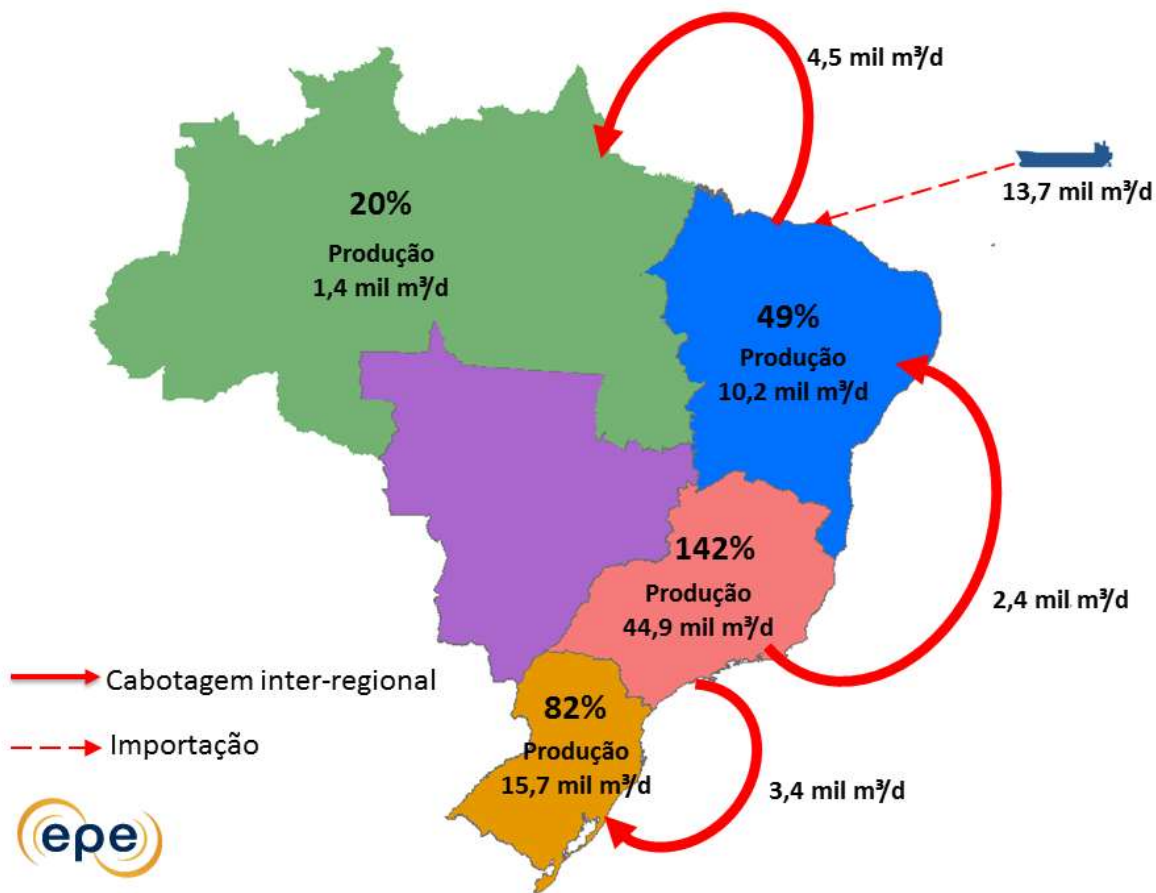 4,5 mil m³/d
13,7 mil m³/d
20%
Produção
1,4 mil m³/d
49%
Produção
10,2 mil m³/d
142%
Produção
44,9 mil m³/d
2,4 mil m³/d
Cabotagem inter-regional
82%
Importação
Produção
15,7 mil m³/d
3,4 mil m³/d
epe